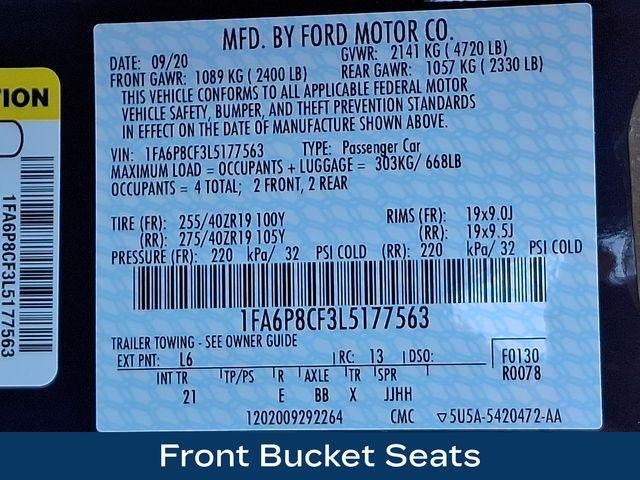 MFD. BY FORD MOTOR CO.
DATE: 09/20 GVWR: 2141 KG ( 4720 LB)
FRONT GAWR: 1089 KG ( 2400 LB) REAR GAWR: 1057 KG ( 2330 LB)
THIS VEHICLE CONFORMS TO ALL APPLICABLE FEDERAL MOTOR
VEHICLE SAFETY, BUMPER, AND THEFT PREVENTION STANDARDS
IN EFFECT ON THE DATE OF MANUFACTURE SHOWN ABOVE.
VIN: 1FA6P8CF3L5177563 TYPE: Passenger Car
MAXIMUM LOAD = OCCUPANTS + LUGGAGE = 303KG/ 668LB
OCCUPANTS = 4 TOTAL; 2 FRONT, 2 REAR
TIRE (FR): 255/40ZR19 100Y RIMS (FR): 19x9.0J
(RR): 275/40ZR19 105Y (RR): 19x9.5J
PRESSURE (FR): 220 kPa/ 32 PSI COLD (RR): 220 kPa/ 32 PSI COLD
1FA6P8CF3L5177563
TRAILER TOWING - SEE OWNER GUIDE
EXT PNT: L6 RC: 13 DSO: F0130
INT TR TP/PS R AXLE TR SPR R0078
21 E BB X JJHH
1202009292264 CMC ▽5U5A-5420472-AA
TION
1FA6P8CF3L5177563
Front Bucket Seats